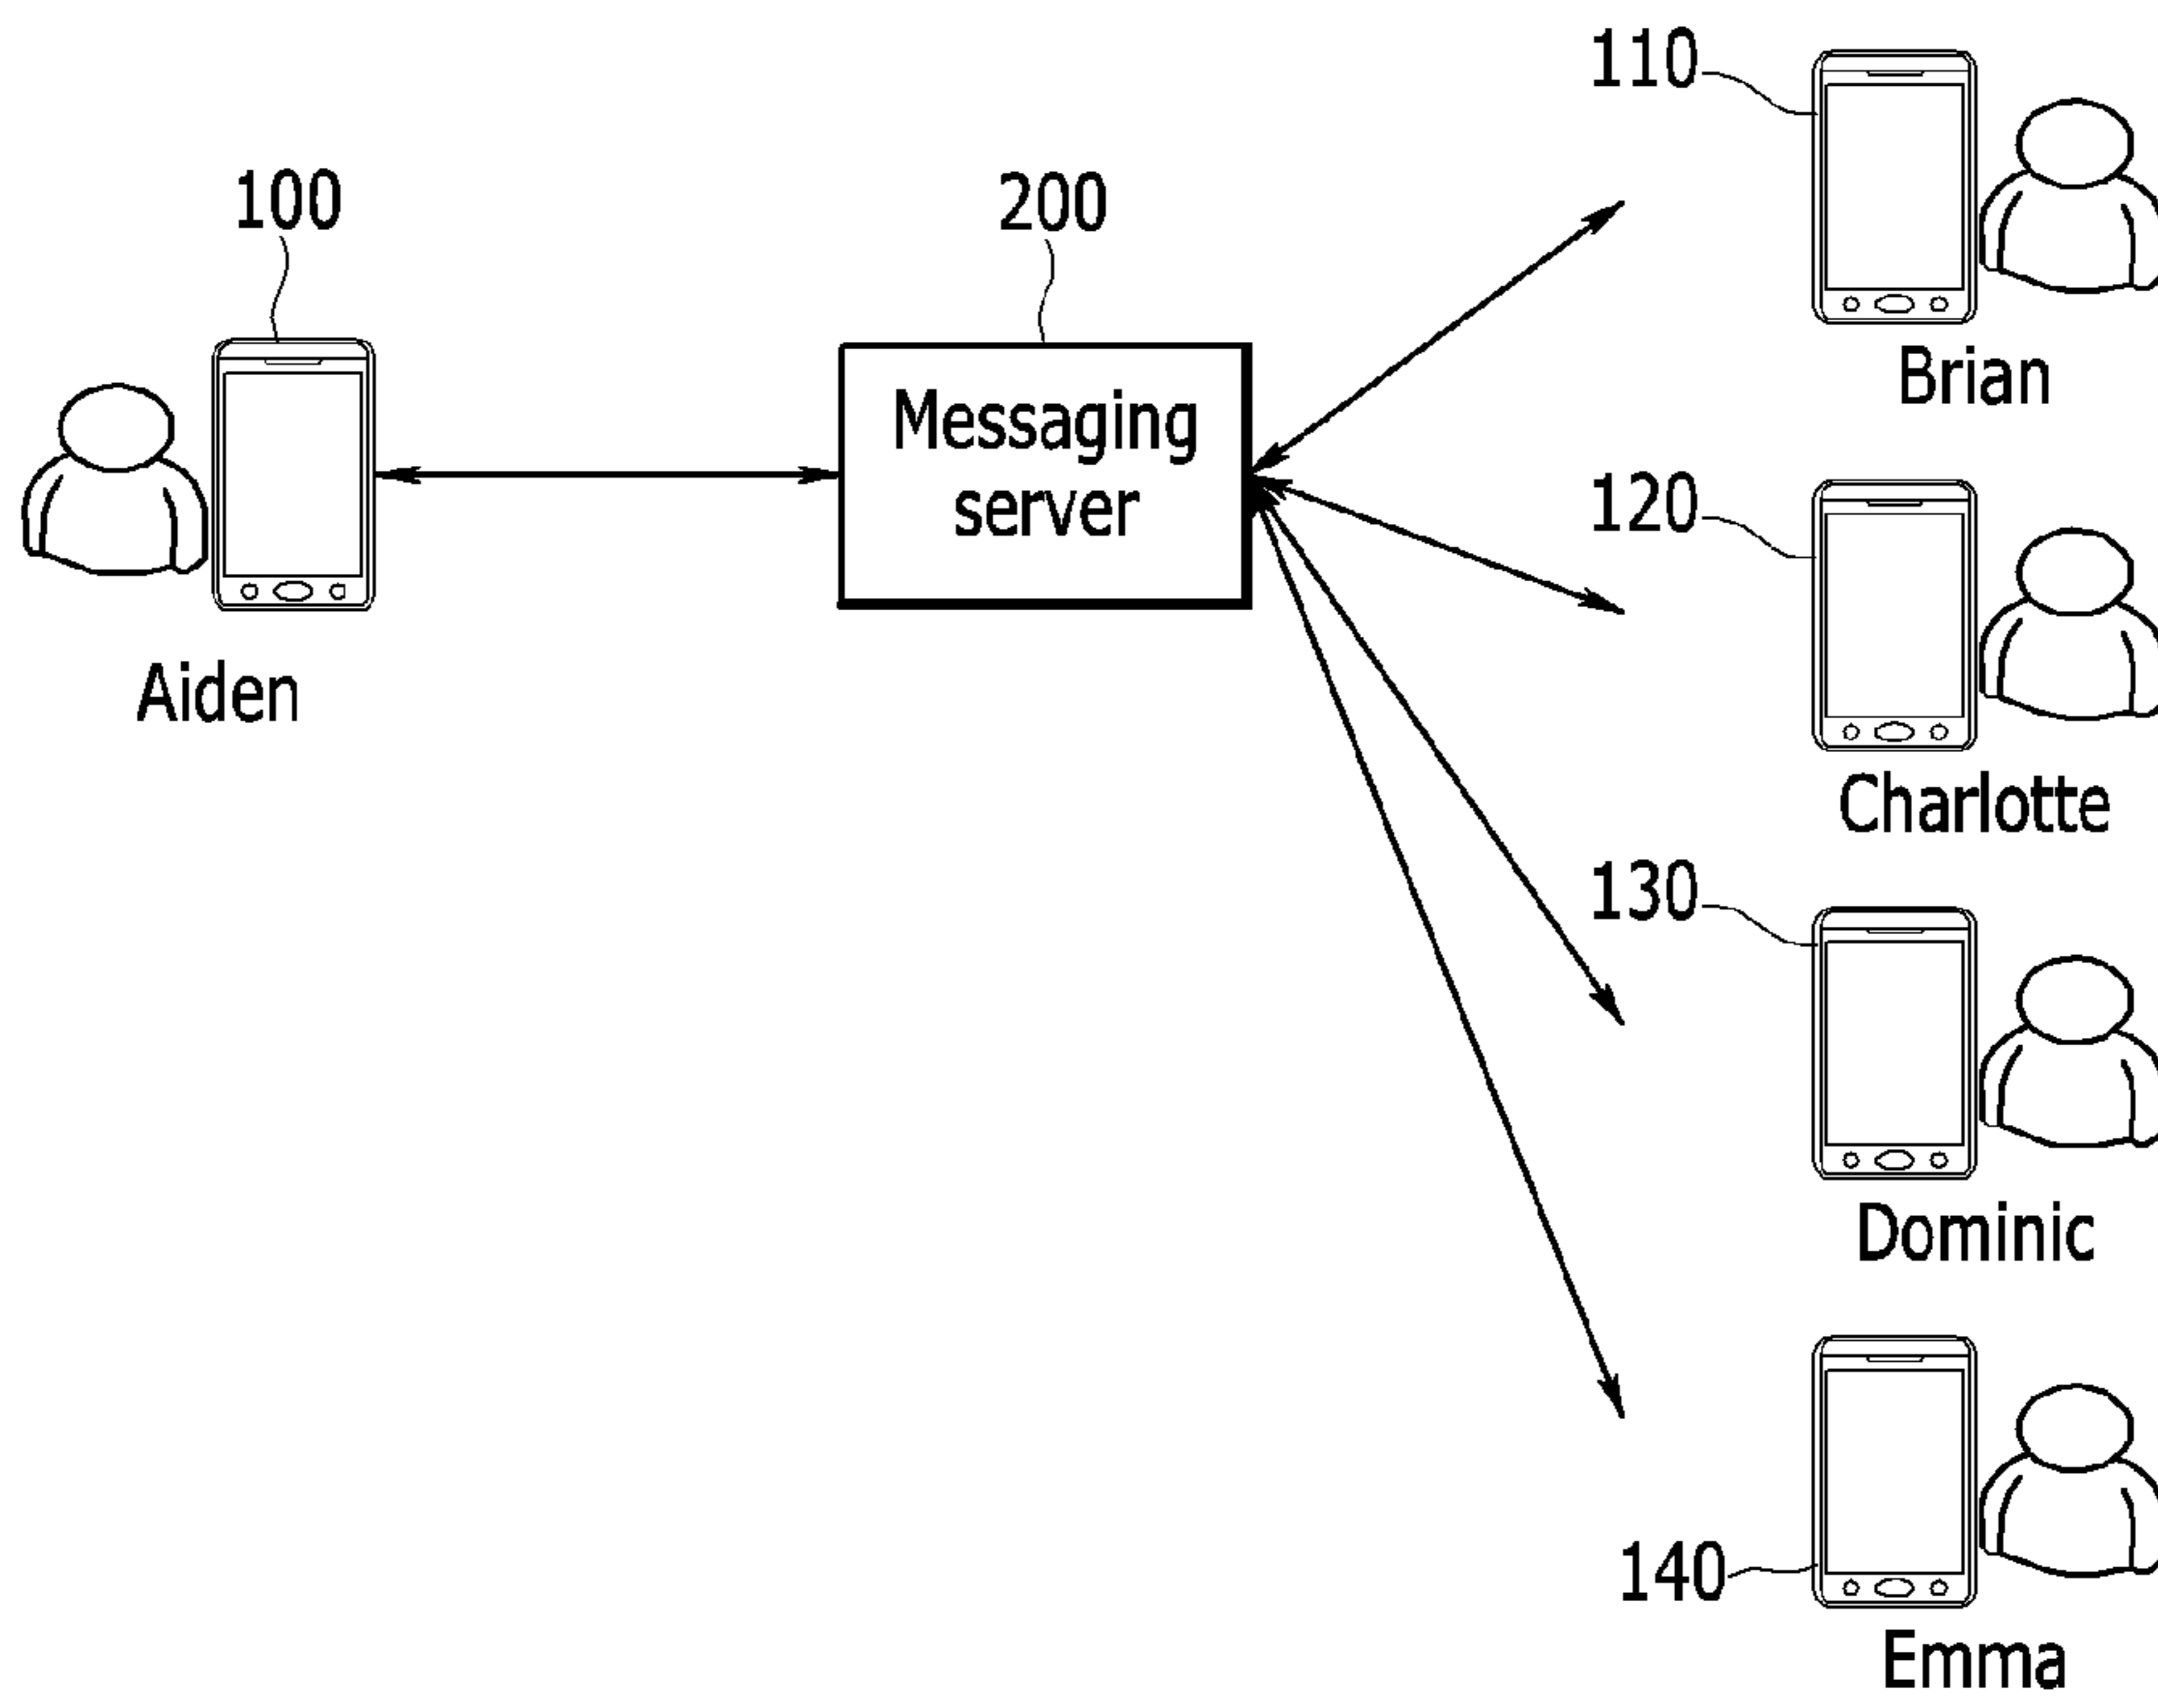 110
100
200
Messaging
server
Brian
120
Aiden
Charlotte
130
Dominic
140
Emma